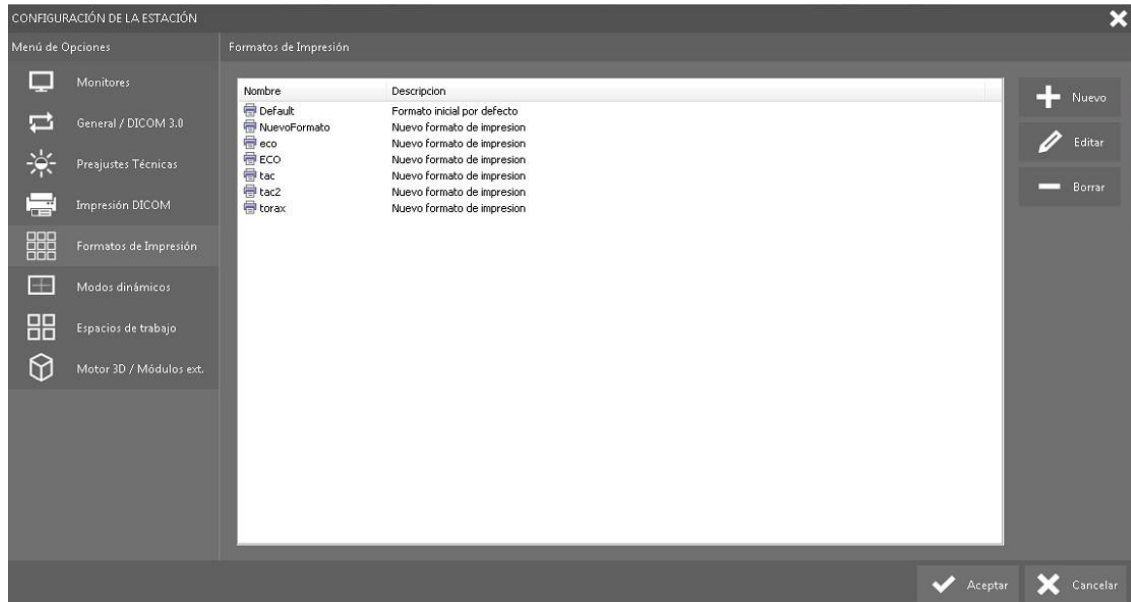 CONFIGURACIÓN DE LA ESTACIÓN
Menú de Opciones
Formatos de Impresión
Monitores
General / DICOM 3.0
Preajustes Técnicas
Impresión DICOM
Formatos de Impresión
Modos dinámicos
Espacios de trabajo
Motor 3D / Módulos ext.
Nombre Descripcion
Default Formato inicial por defecto
NuevoFormato Nuevo formato de impresion
eco Nuevo formato de impresion
ECO Nuevo formato de impresion
tac Nuevo formato de impresion
tac2 Nuevo formato de impresion
torax Nuevo formato de impresion
Nuevo
Editar
Borrar
Aceptar Cancelar